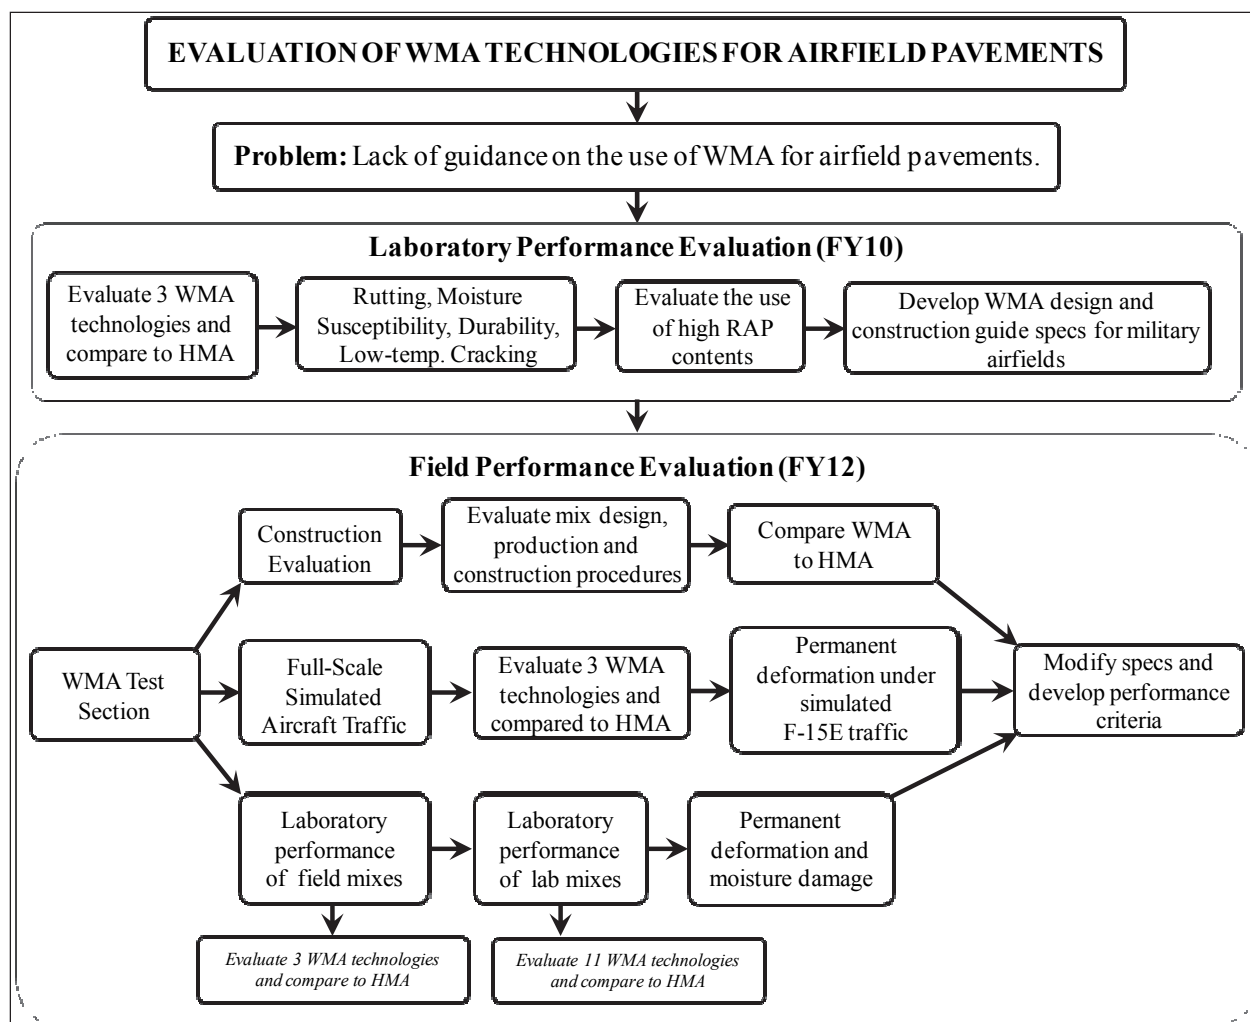 EVALUATION OF WMA TECHNOLOGIES FOR AIRFIELD PAVEMENTS
Problem: Lack of guidance on the use of WMA for airfield pavements.
Laboratory Performance Evaluation (FY10)
Evaluate 3 WMA
technologies and
compare to HMA
Rutting, Moisture
Susceptibility, Durability,
Low-temp. Cracking
Evaluate the use
of high RAP
contents
Develop WMA design and
construction guide specs for military
airfields
Field Performance Evaluation (FY12)
Construction
Evaluation
Evaluate mix design,
production and
construction procedures
Compare WMA
to HMA
WMA Test
Section
Full-Scale
Simulated
Aircraft Traffic
Evaluate 3 WMA
technologies and
compared to HMA
Permanent
deformation under
simulated
F-15E traffic
Modify specs and
develop performance
criteria
Laboratory
performance
of field mixes
Laboratory
performance
of lab mixes
Permanent
deformation and
moisture damage
Evaluate 3 WMA technologies
and compare to HMA
Evaluate 11 WMA technologies
and compare to HMA